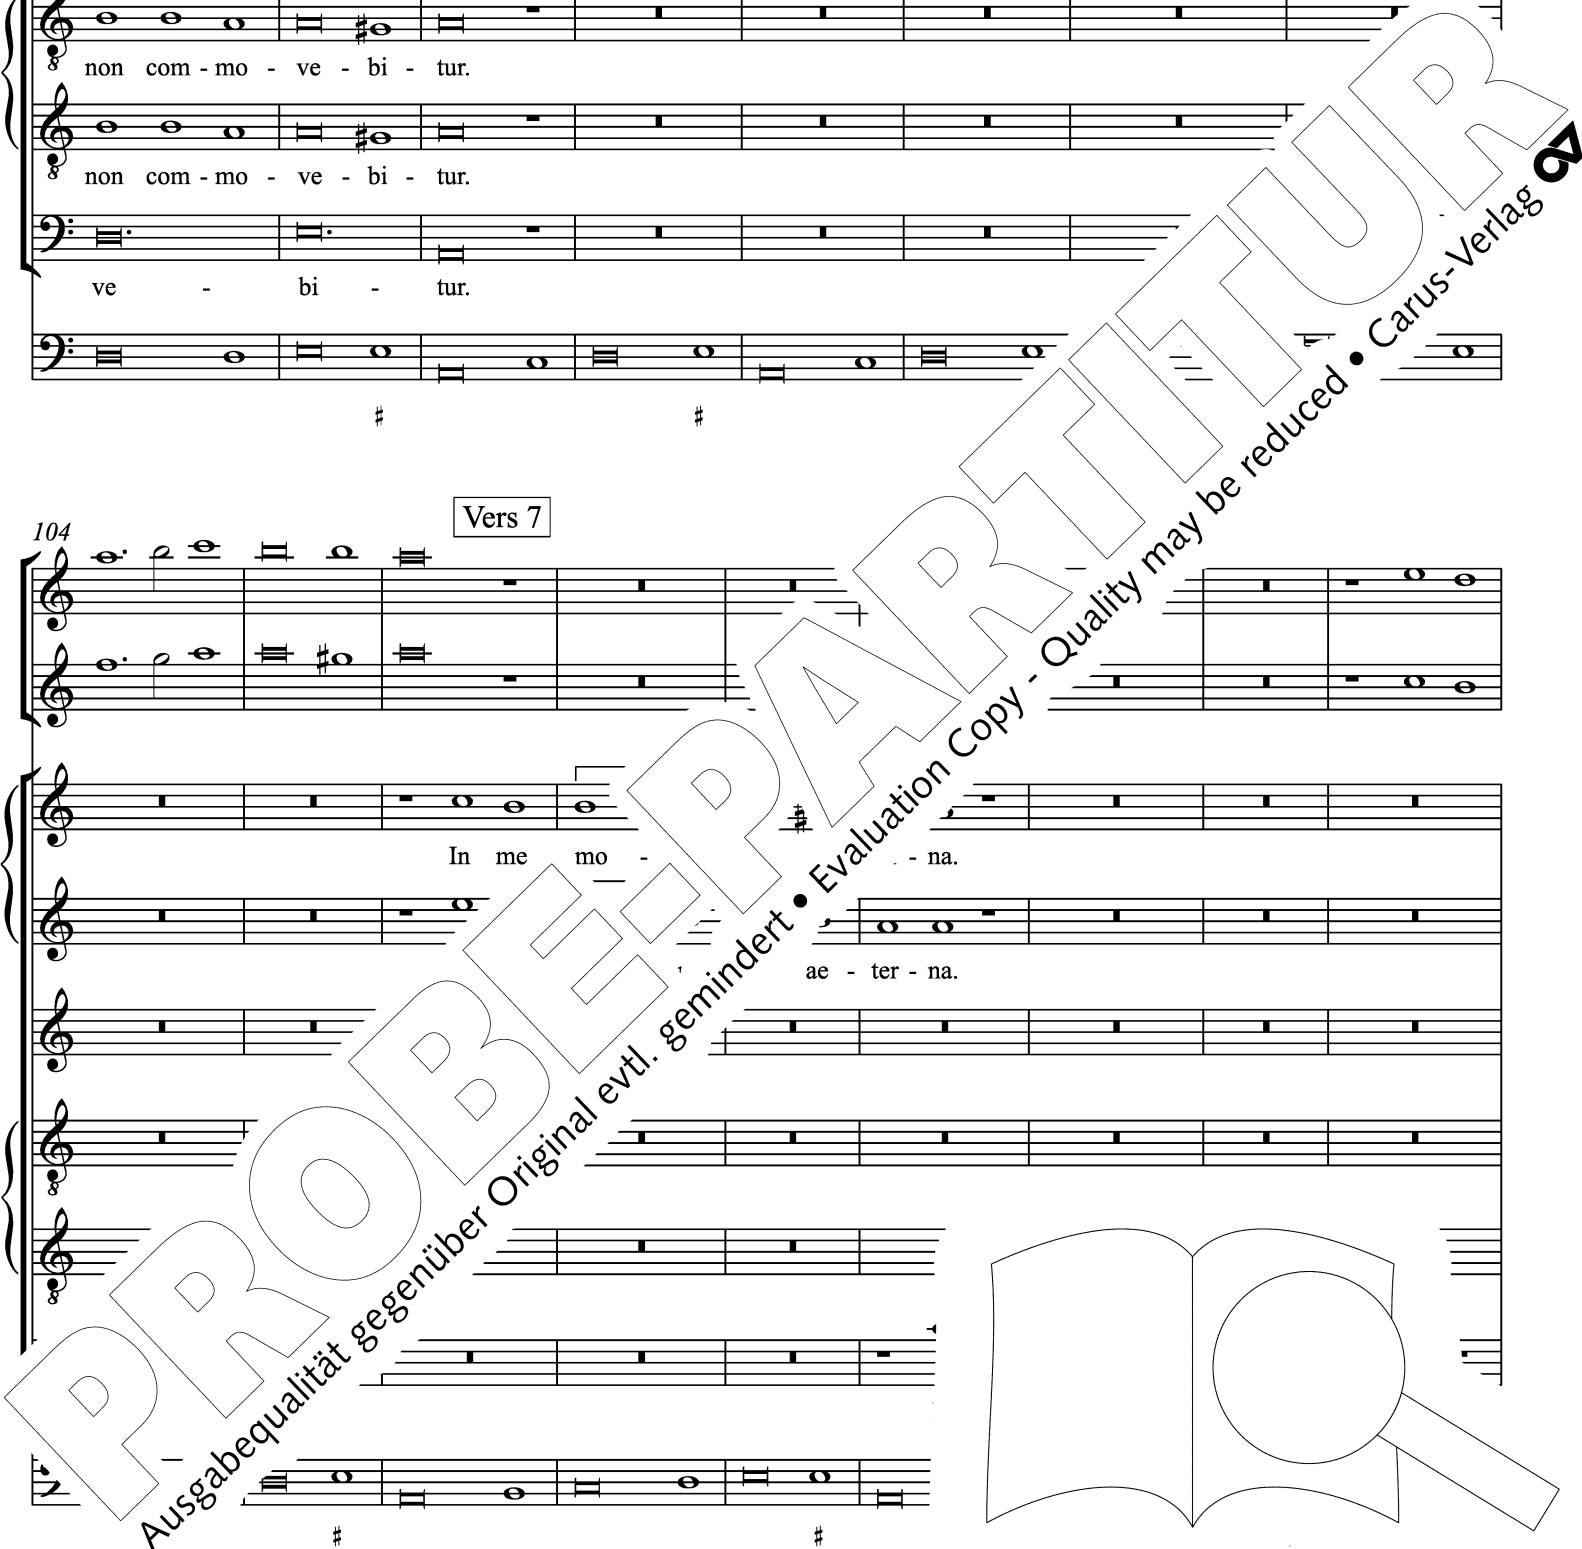 non com - mo - ve - bi - tur.
non com - mo - ve - bi - tur.
ve - bi - tur.
104
Vers 7
In me mo - - na.
ae - ter - na.
PROBE-PARTITUR
Ausgabequalität gegenüber Original evtl. gemindert • Evaluation Copy - Quality may be reduced • Carus-Verlag